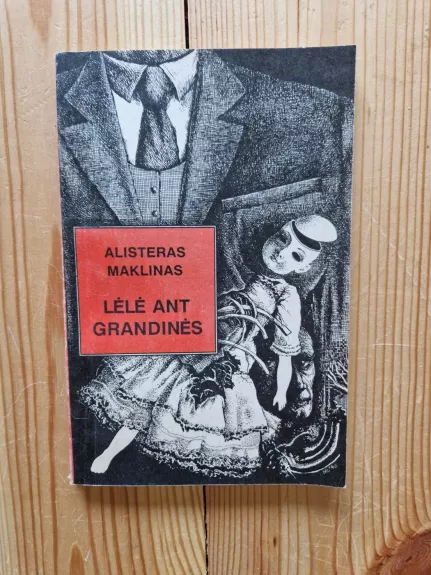 ALISTERAS
MAKLINAS
LĖLĖ ANT
GRANDINĖS